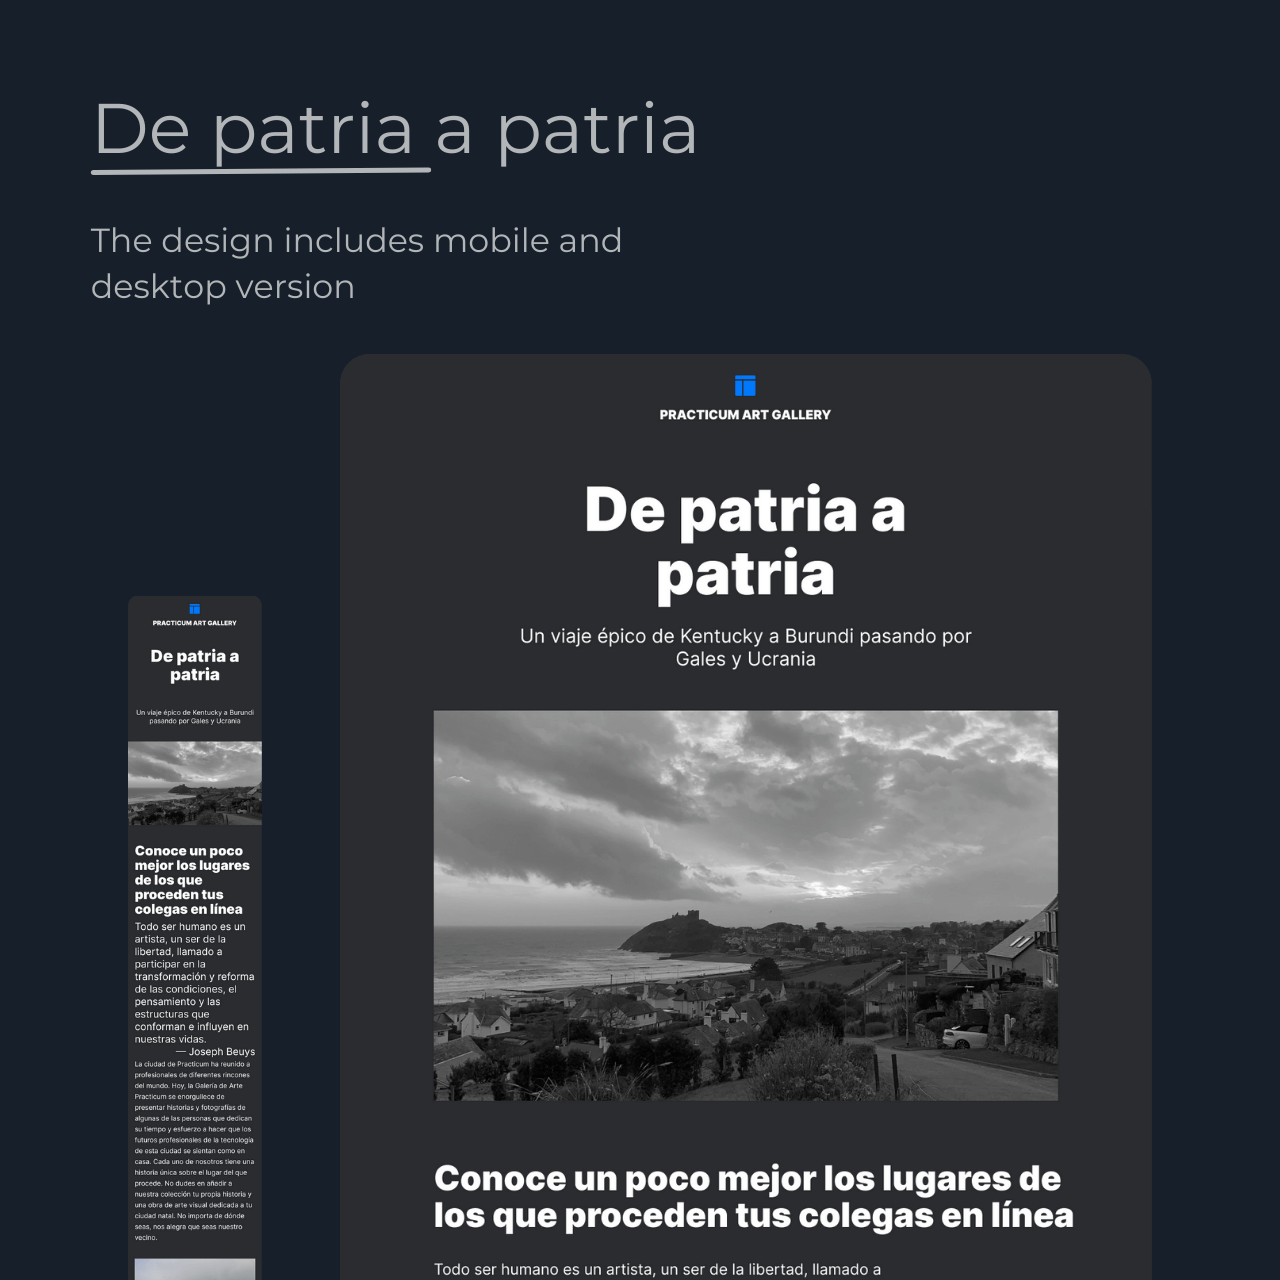 De patria a patria
The design includes mobile and
desktop version
PRACTICUM ART GALLERY
De patria a
patria
Un viaje épico de Kentucky a Burundi
pasando por Gales y Ucrania
Conoce un poco
mejor los lugares
de los que
proceden tus
colegas en línea
Todo ser humano es un
artista, un ser de la
libertad, llamado a
participar en la
transformación y reforma
de las condiciones, el
pensamiento y las
estructuras que
conforman e influyen en
nuestras vidas.
— Joseph Beuys
La ciudad de Practicum ha reunido a
profesionales de diferentes rincones
del mundo. Hoy, la Galería de Arte
Practicum se enorgullece de
presentar historias y fotografías de
algunas de las personas que dedican
su tiempo y esfuerzo a hacer que los
futuros profesionales de la tecnología
de esta ciudad se sientan como en
casa. Cada uno de nosotros tiene una
historia única sobre el lugar del que
procede. No dudes en añadir a
nuestra colección tu propia historia y
una obra de arte visual dedicada a tu
ciudad natal. No importa de dónde
seas, nos alegra que seas nuestro
vecino.
PRACTICUM ART GALLERY
De patria a
patria
Un viaje épico de Kentucky a Burundi pasando por
Gales y Ucrania
Conoce un poco mejor los lugares de
los que proceden tus colegas en línea
Todo ser humano es un artista, un ser de la libertad, llamado a